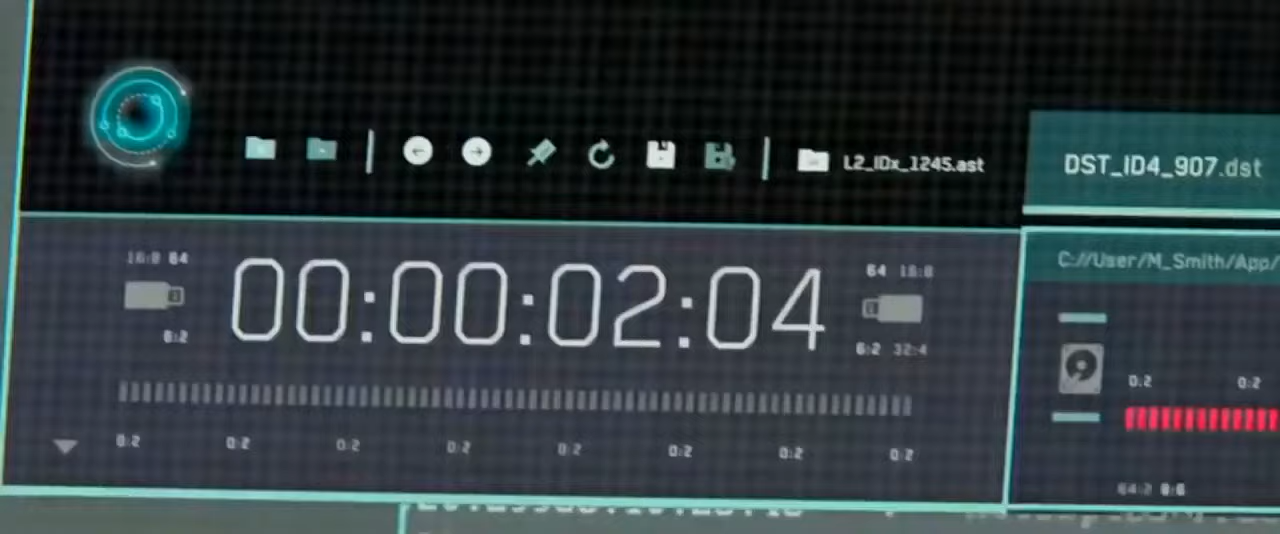 L2_IDx_1245.ast
DST_ID4_907.dst
C://User/M_Smith/App/
16:8 64
00:00:02:04
64 16:8
6:2
6:2 32:4
0.2 0:2
0:2 0:2 0:2 0:2 0:2 0:2 0:2 0:2
64:2 8:6